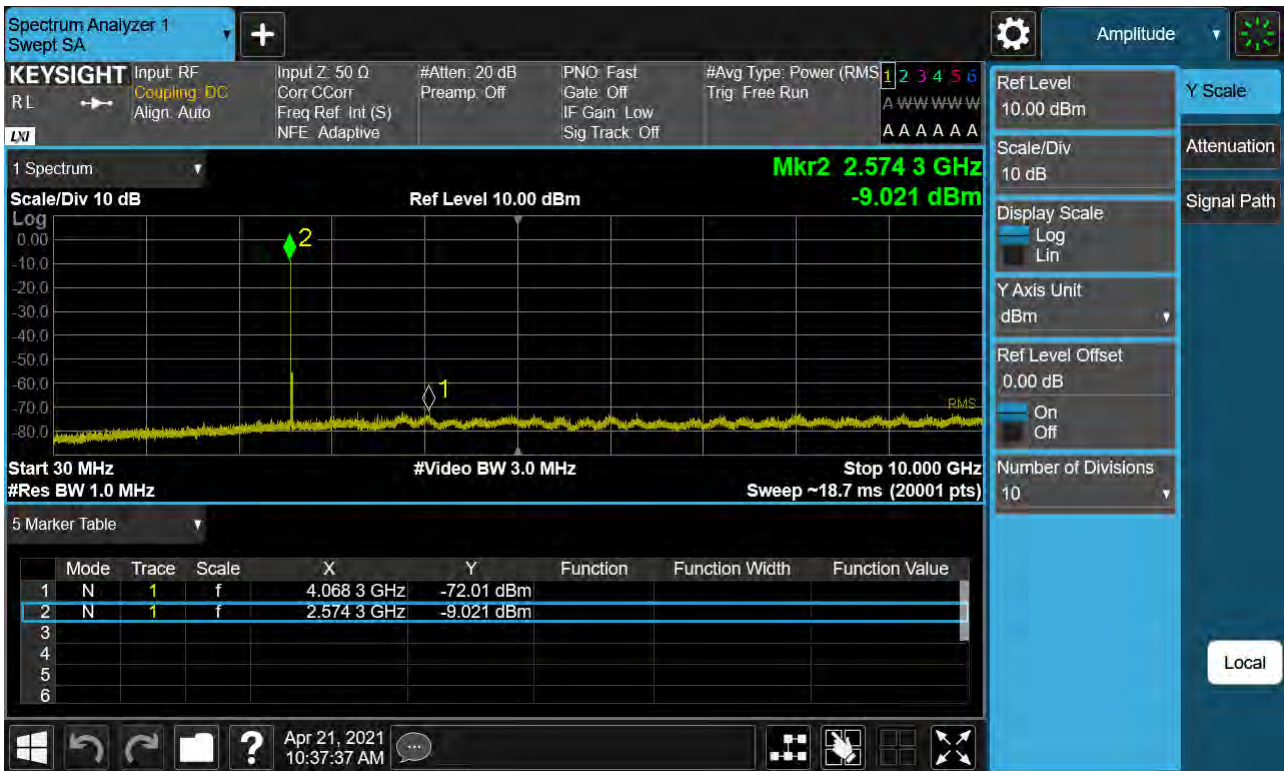 Spectrum Analyzer 1
Swept SA
+
Amplitude
KEYSIGHT
R L
LXI
Input: RF
Coupling: DC
Align: Auto
Input Z: 50 Ω
Corr CCorr
Freq Ref: Int (S)
NFE: Adaptive
#Atten: 20 dB
Preamp: Off
PNO: Fast
Gate: Off
IF Gain: Low
Sig Track: Off
#Avg Type: Power (RMS
Trig: Free Run
1 2 3 4 5 6
A W W W W W
A A A A A A
1 Spectrum
Mkr2 2.574 3 GHz
-9.021 dBm
Scale/Div 10 dB
Ref Level 10.00 dBm
Log
0.00
-10.0
-20.0
-30.0
-40.0
-50.0
-60.0
-70.0
-80.0
2
1
RMS
Start 30 MHz
#Video BW 3.0 MHz
Stop 10.000 GHz
#Res BW 1.0 MHz
Sweep ~18.7 ms (20001 pts)
5 Marker Table
Mode Trace Scale X Y Function Function Width Function Value
1 N 1 f 4.068 3 GHz -72.01 dBm
2 N 1 f 2.574 3 GHz -9.021 dBm
3
4
5
6
Ref Level
10.00 dBm
Scale/Div
10 dB
Display Scale
Log
Lin
Y Axis Unit
dBm
Ref Level Offset
0.00 dB
On
Off
Number of Divisions
10
Y Scale
Attenuation
Signal Path
Local
?
Apr 21, 2021
10:37:37 AM